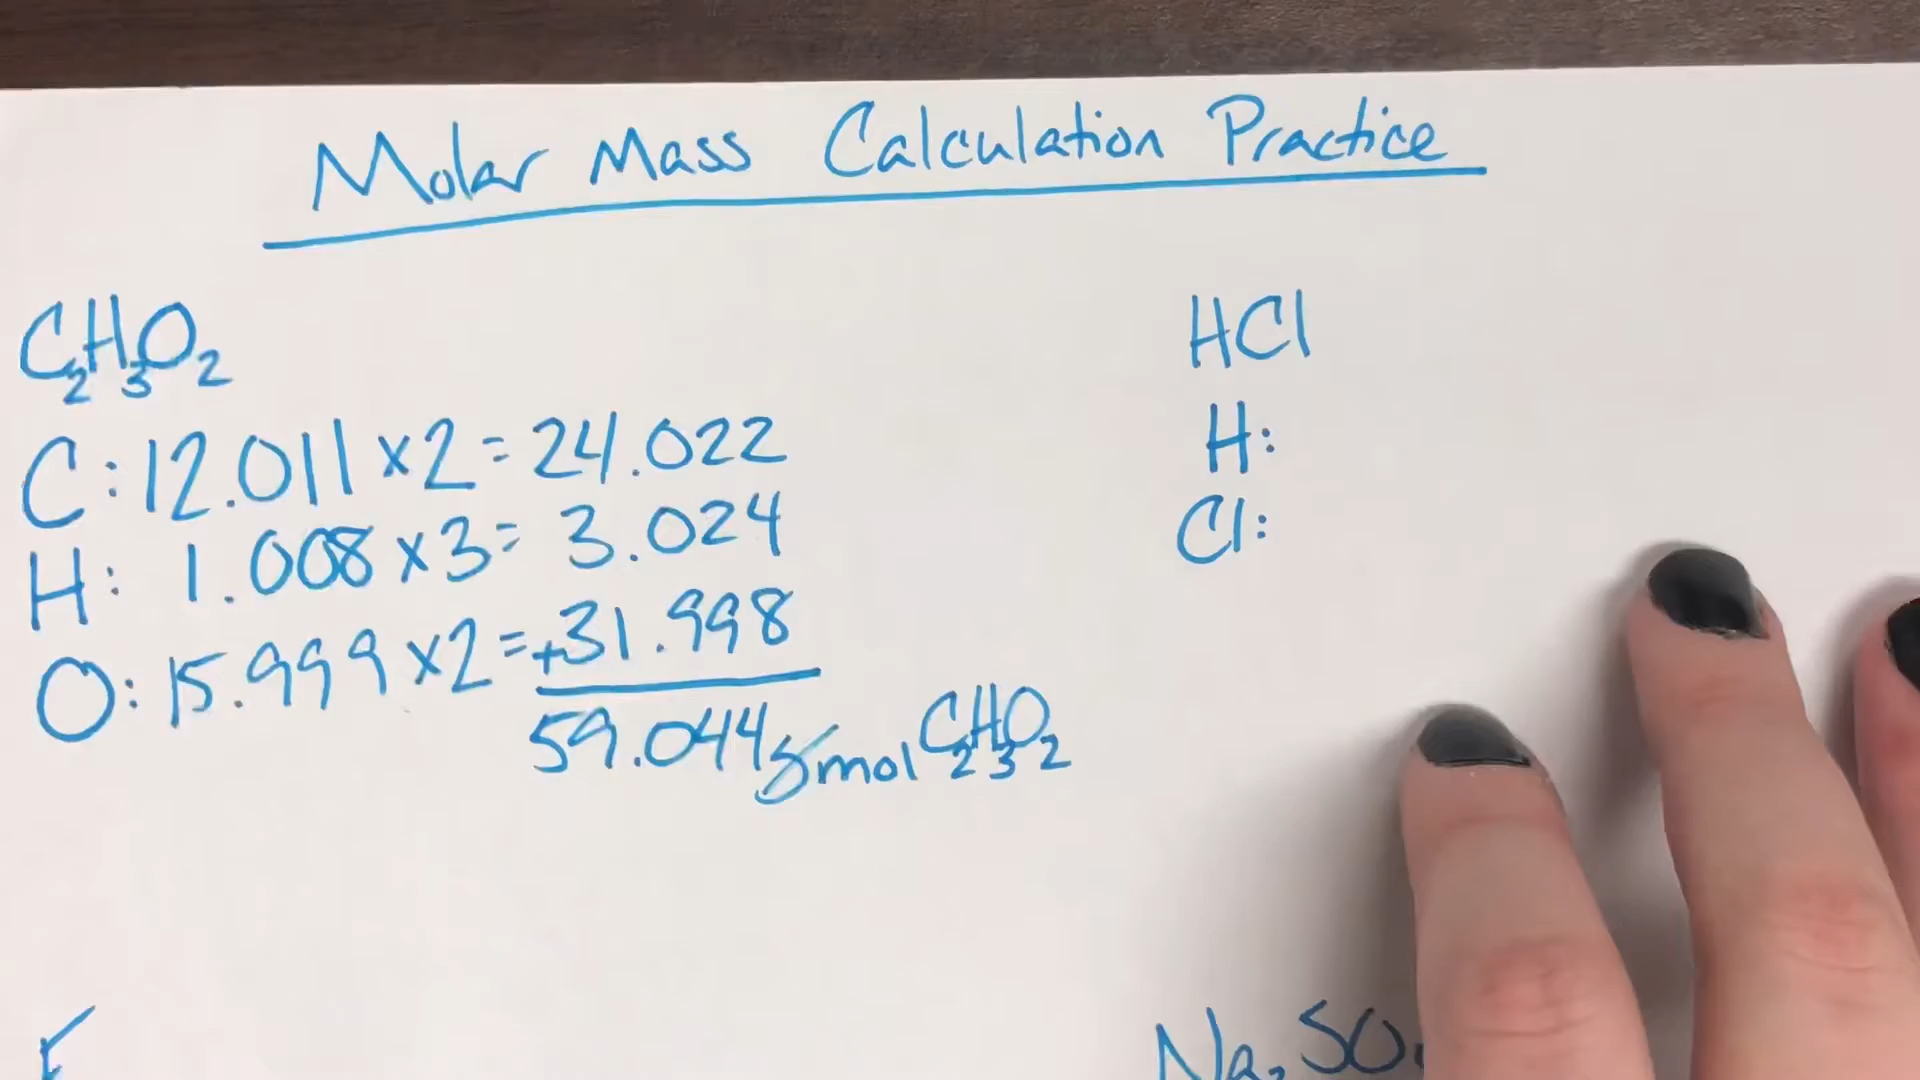 Molar Mass Calculation Practice
C₂H₃O₂
C: 12.011 x 2 = 24.022
H: 1.008 x 3 = 3.024
O: 15.999 x 2 = +31.998
59.044 g/mol C₂H₃O₂
HCl
H:
Cl:
Na₂SO